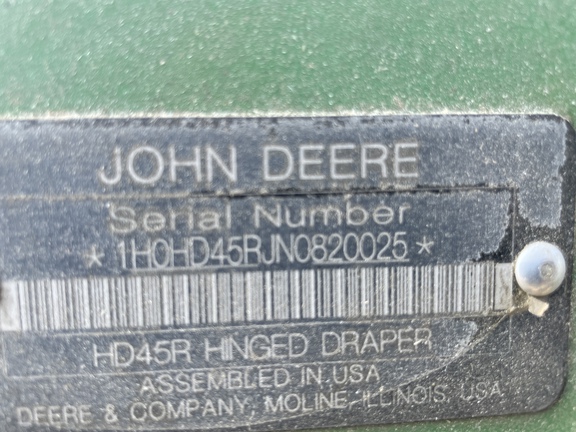 JOHN DEERE
Serial Number
* 1H0HD45RJN0820025 *
HD45R HINGED DRAPER
ASSEMBLED IN USA
DEERE & COMPANY, MOLINE, ILLINOIS, USA